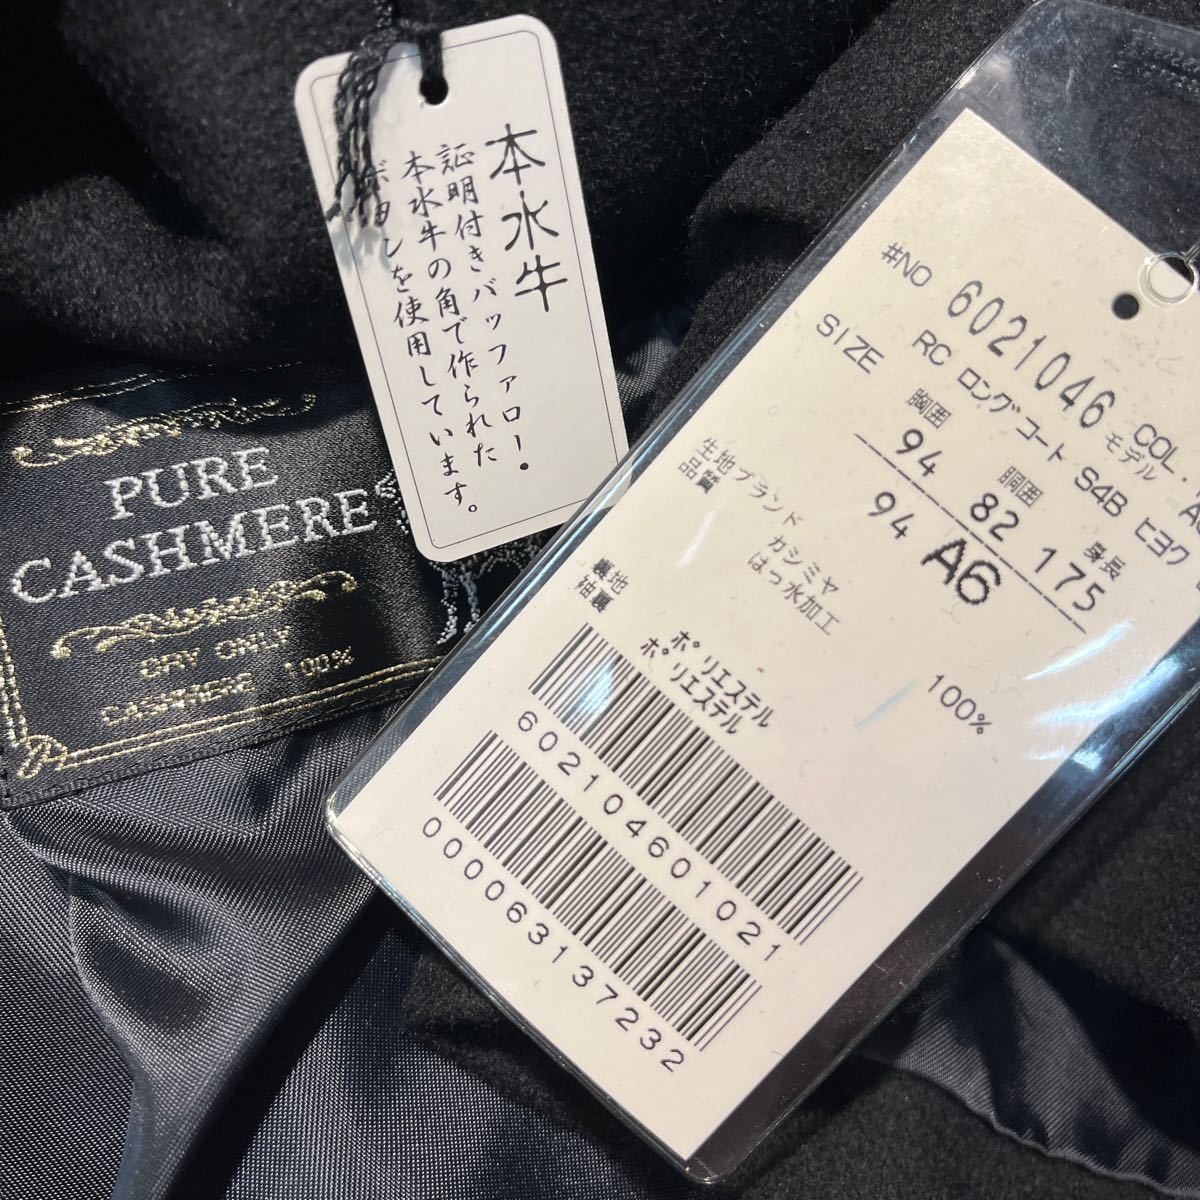 本水牛
証明付きバッファロー.
本水牛の角で作られた
ボタンを使用しています。
PURE
CASHMERE
DRY ONLY
CASHMERE 100%
#NO 6021046 COL.
RC ロングコート S4B ヒヨク
モデル
SIZE
胸囲 胴囲 身長
94 82 175
94 A6
生地ブランド
品質 カシミヤ 100%
はっ水加工
裏地 ポリエステル
袖裏 ポリエステル
602104601021
000063137232